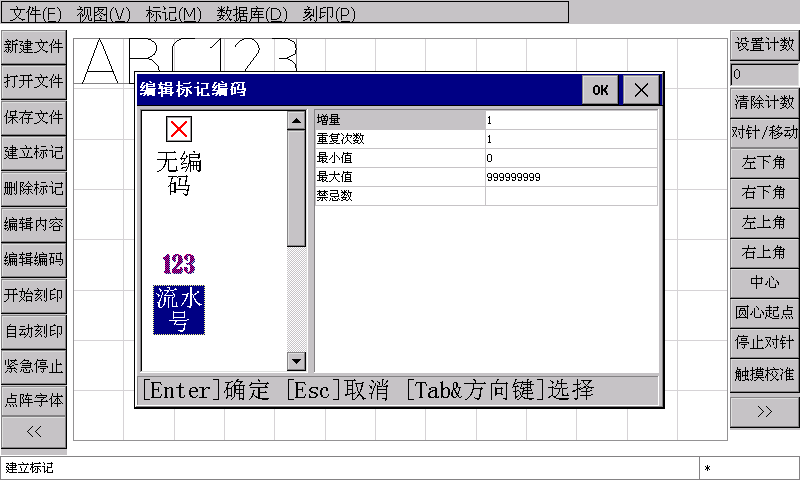 文件(F) 视图(V) 标记(M) 数据库(D) 刻印(P)
新建文件
打开文件
保存文件
建立标记
删除标记
编辑内容
编辑编码
开始刻印
自动刻印
紧急停止
点阵字体
<<
ABC123
编辑标记编码
OK
无编
码
123
流水
号
增量 1
重复次数 1
最小值 0
最大值 999999999
禁忌数
[Enter]确定 [Esc]取消 [Tab&方向键]选择
设置计数
0
清除计数
对针/移动
左下角
右下角
左上角
右上角
中心
圆心起点
停止对针
触摸校准
>>
建立标记
*